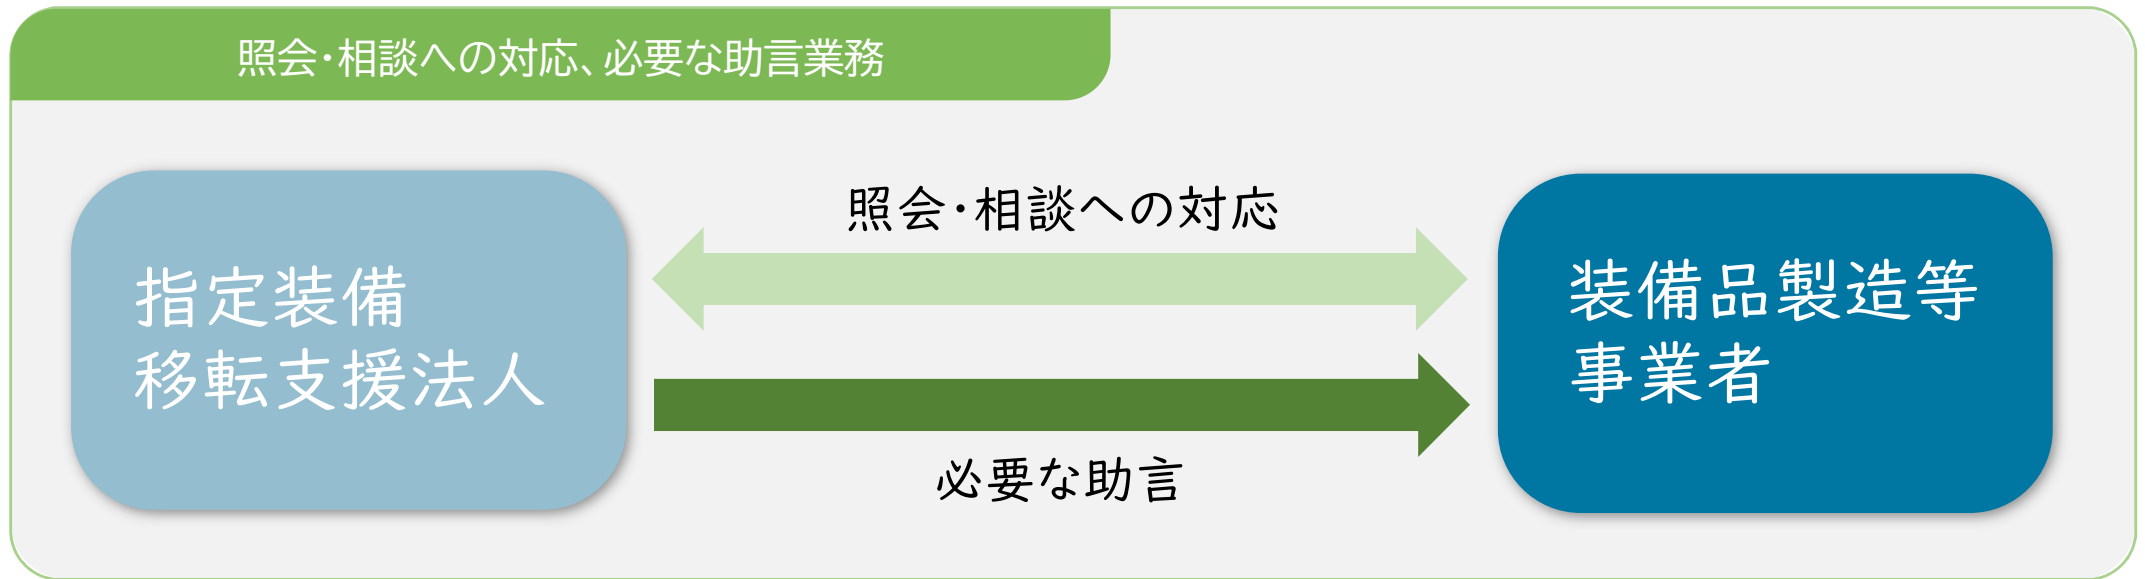 照会・相談への対応、必要な助言業務
指定装備
移転支援法人
照会・相談への対応
必要な助言
装備品製造等
事業者